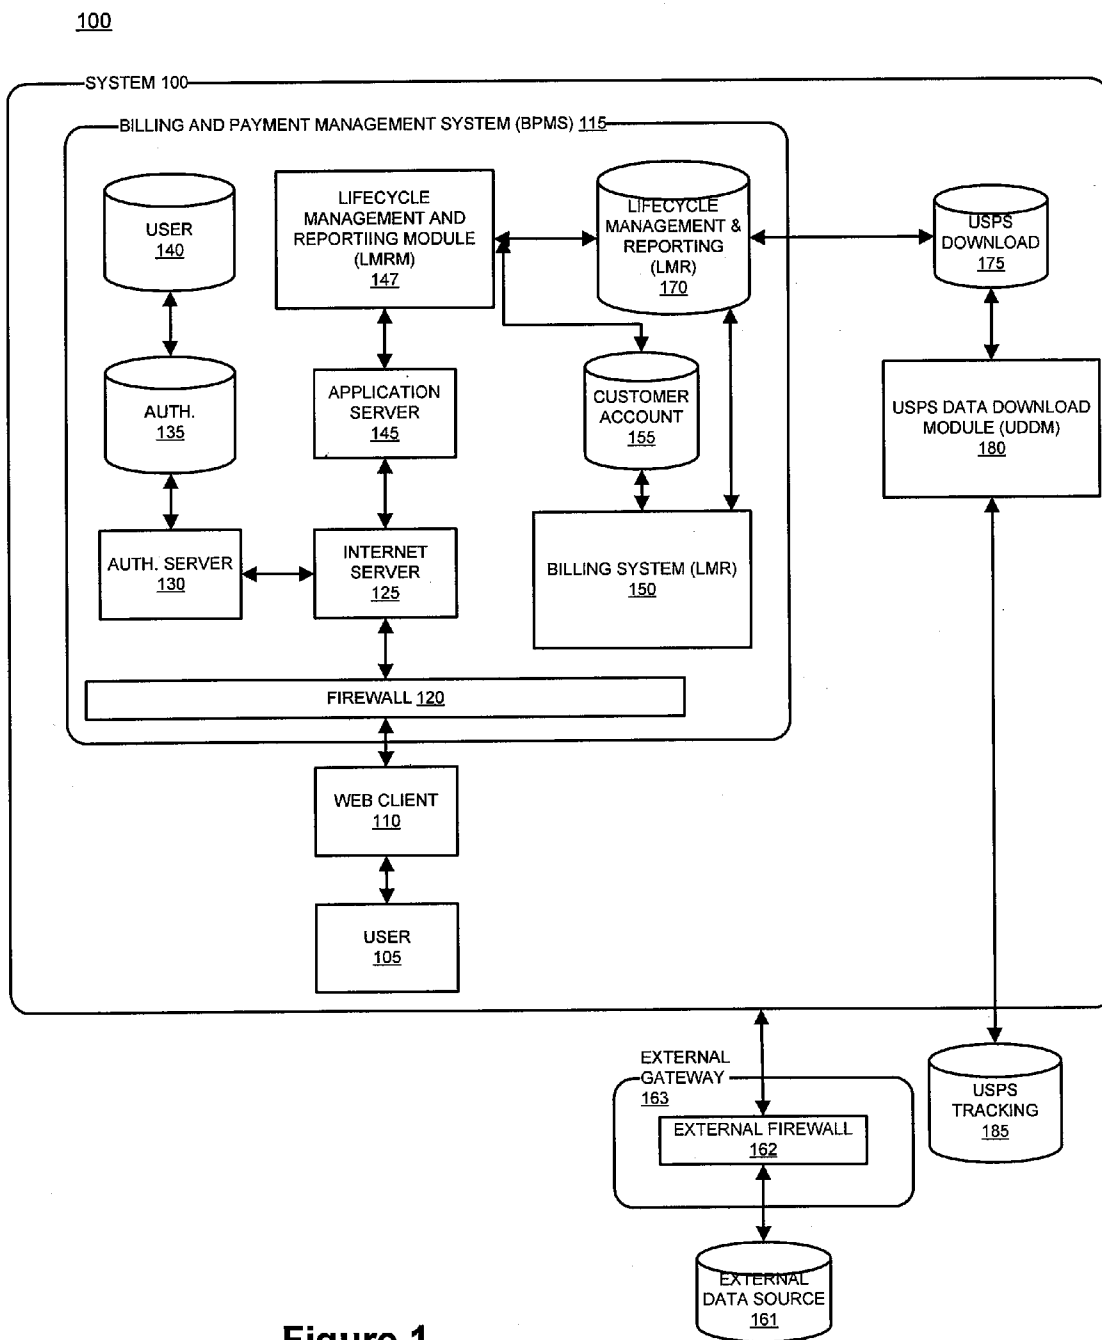 100
SYSTEM 100
BILLING AND PAYMENT MANAGEMENT SYSTEM (BPMS) 115
USER
140
LIFECYCLE
MANAGEMENT AND
REPORTIING MODULE
(LMRM)
147
LIFECYCLE
MANAGEMENT &
REPORTING
(LMR)
170
USPS
DOWNLOAD
175
AUTH.
135
APPLICATION
SERVER
145
CUSTOMER
ACCOUNT
155
USPS DATA DOWNLOAD
MODULE (UDDM)
180
AUTH. SERVER
130
INTERNET
SERVER
125
BILLING SYSTEM (LMR)
150
FIREWALL 120
WEB CLIENT
110
USER
105
EXTERNAL
GATEWAY
163
EXTERNAL FIREWALL
162
USPS
TRACKING
185
EXTERNAL
DATA SOURCE
161
Figure 1